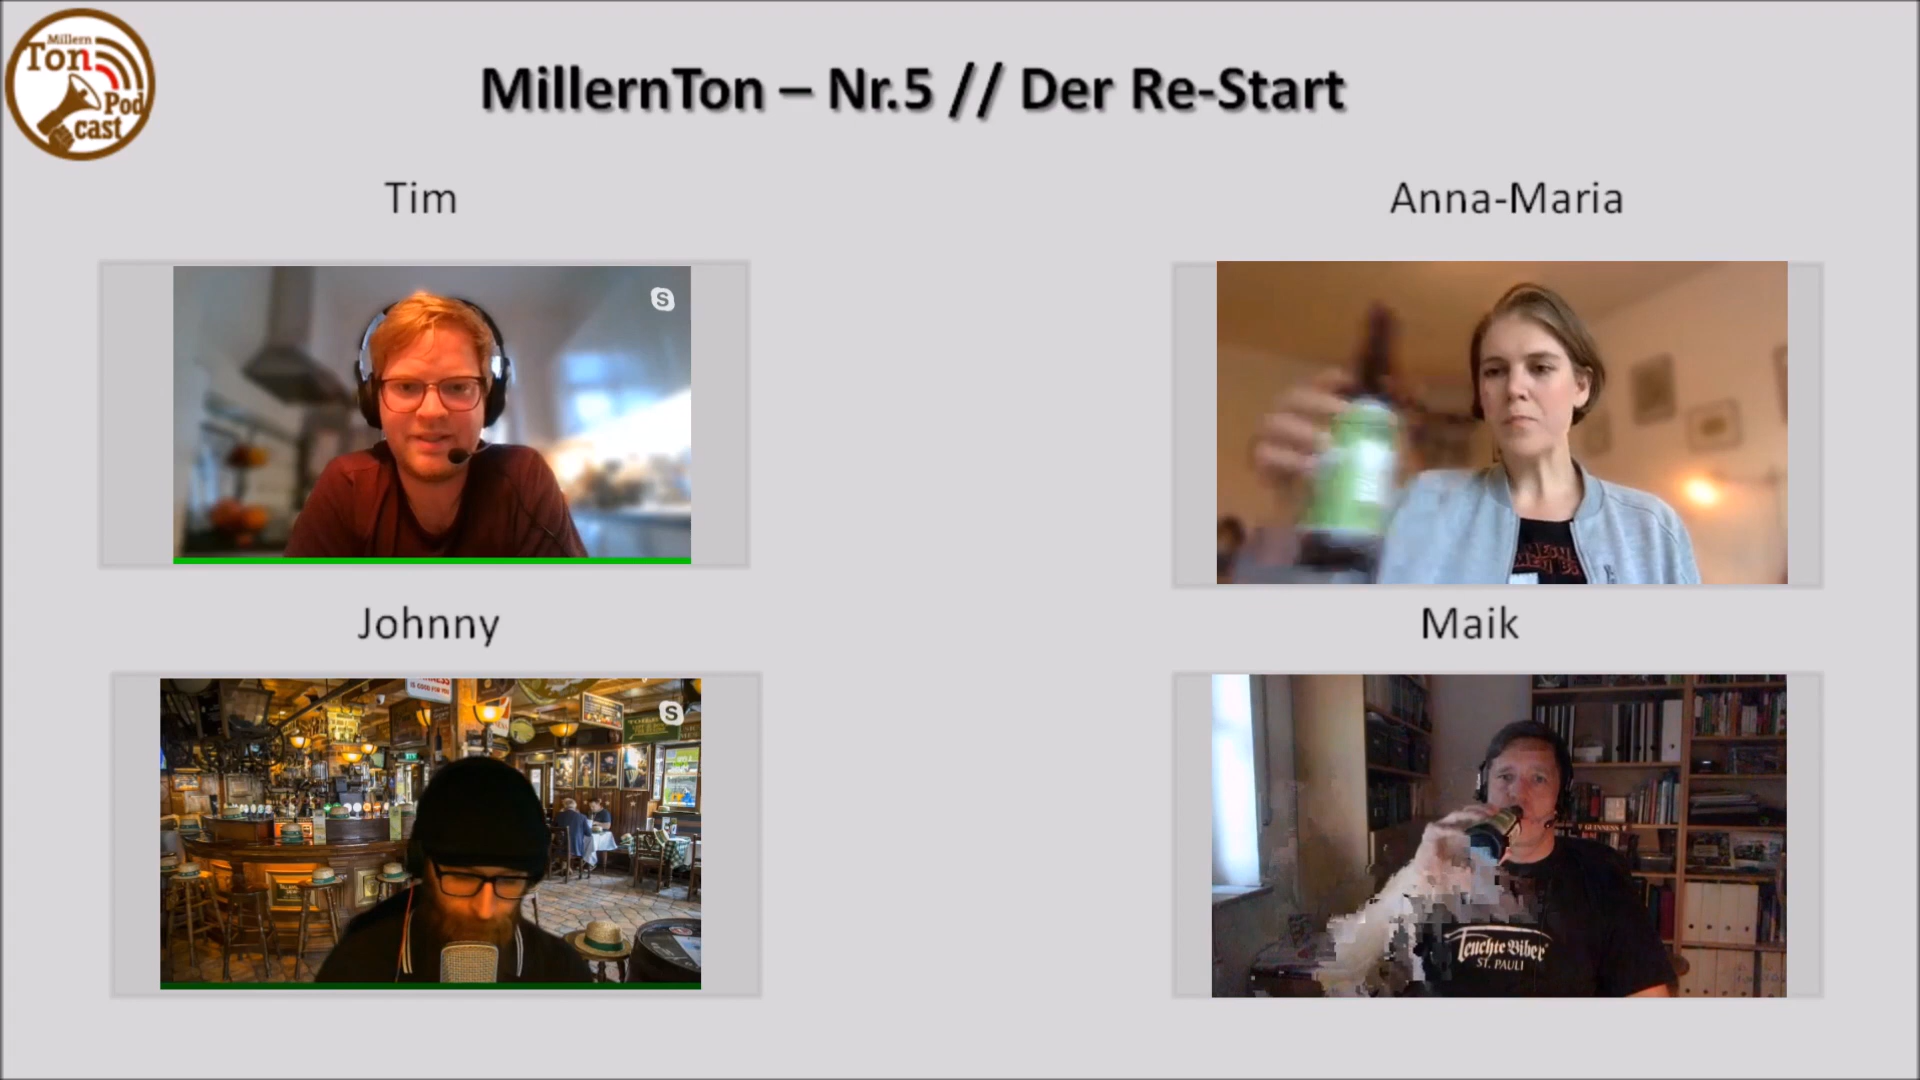 Millern
Ton
Pod
cast
MillernTon – Nr.5 // Der Re-Start
Tim
Anna-Maria
S
Johnny
Maik
S
GUINNESS
Feuchte Biber
ST. PAULI